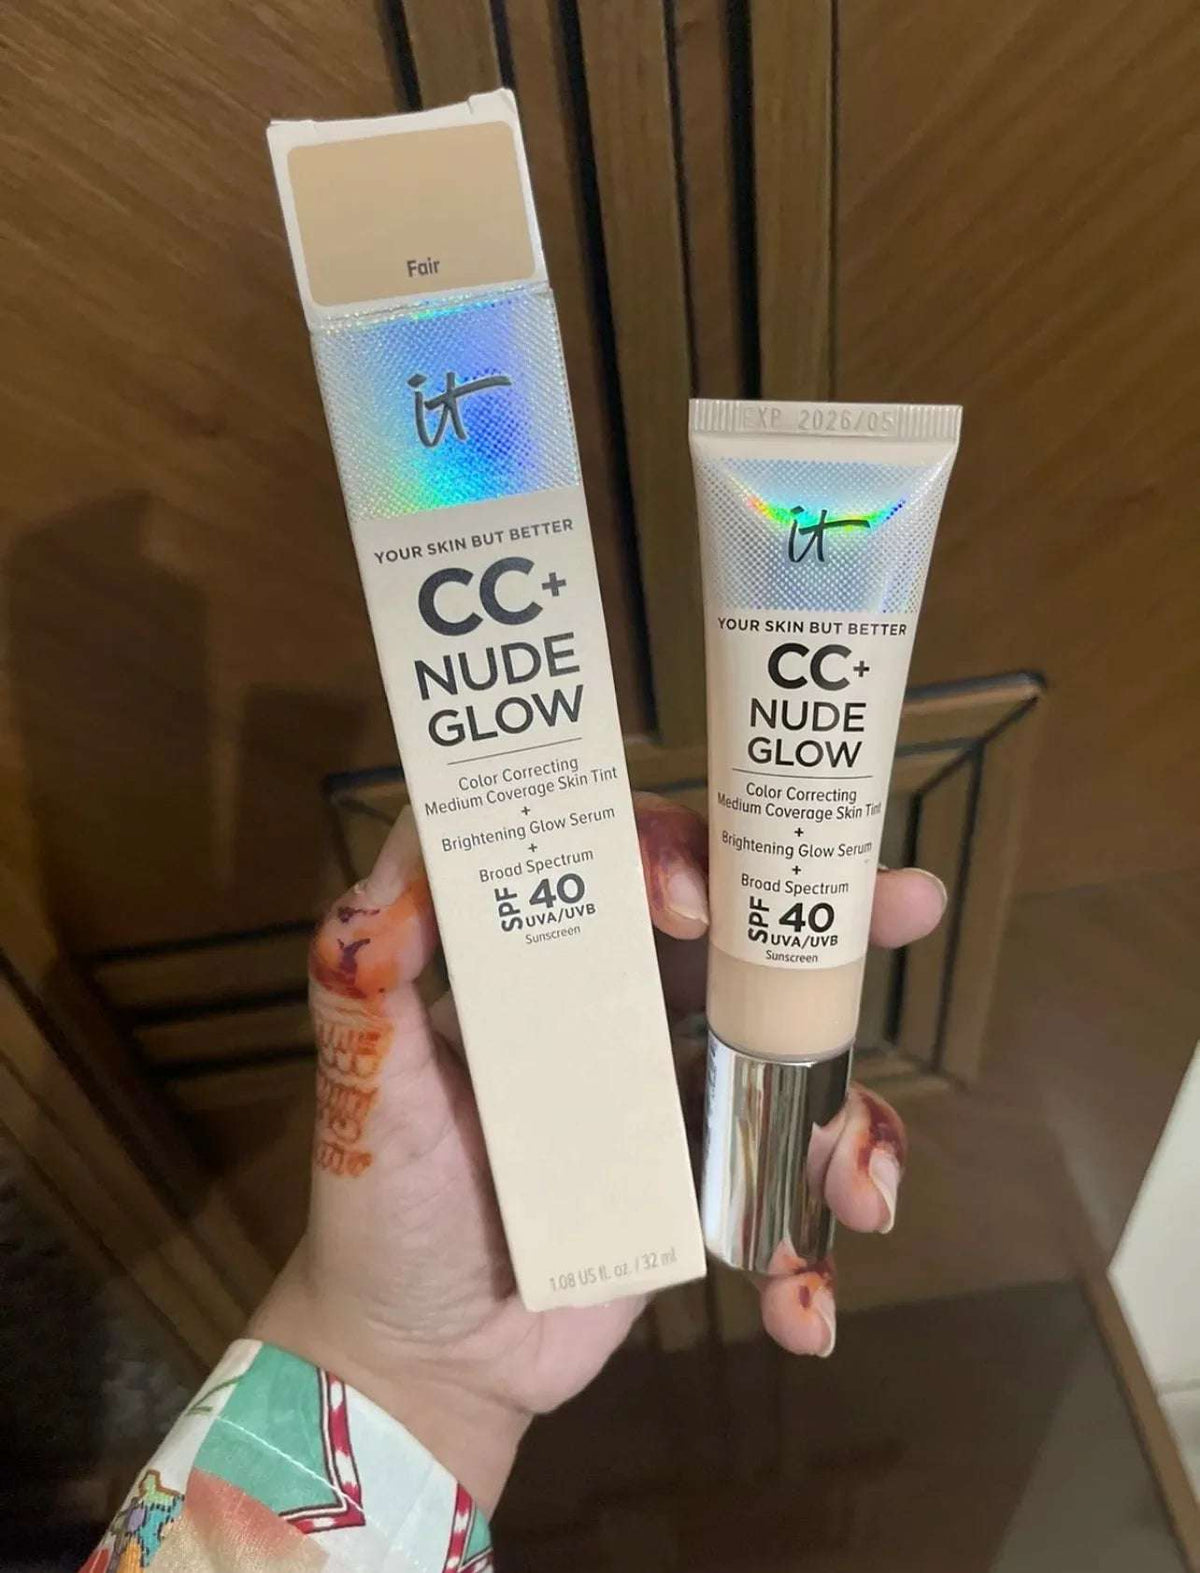 Fair
it
YOUR SKIN BUT BETTER
CC+
NUDE
GLOW
Color Correcting
Medium Coverage Skin Tint
+
Brightening Glow Serum
+
Broad Spectrum
SPF 40
UVA/UVB
Sunscreen
1.08 US fl. oz. / 32 ml
EXP 2026/05
it
YOUR SKIN BUT BETTER
CC+
NUDE
GLOW
Color Correcting
Medium Coverage Skin Tint
+
Brightening Glow Serum
+
Broad Spectrum
SPF 40
UVA/UVB
Sunscreen